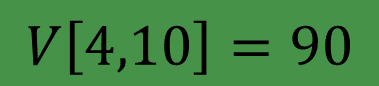 V[4,10] = 90